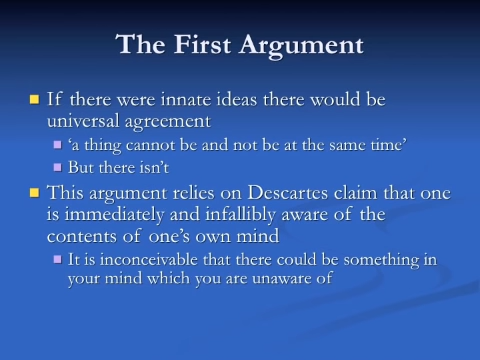 The First Argument
If there were innate ideas there would be
universal agreement
‘a thing cannot be and not be at the same time’
But there isn’t
This argument relies on Descartes claim that one
is immediately and infallibly aware of the
contents of one’s own mind
It is inconceivable that there could be something in
your mind which you are unaware of